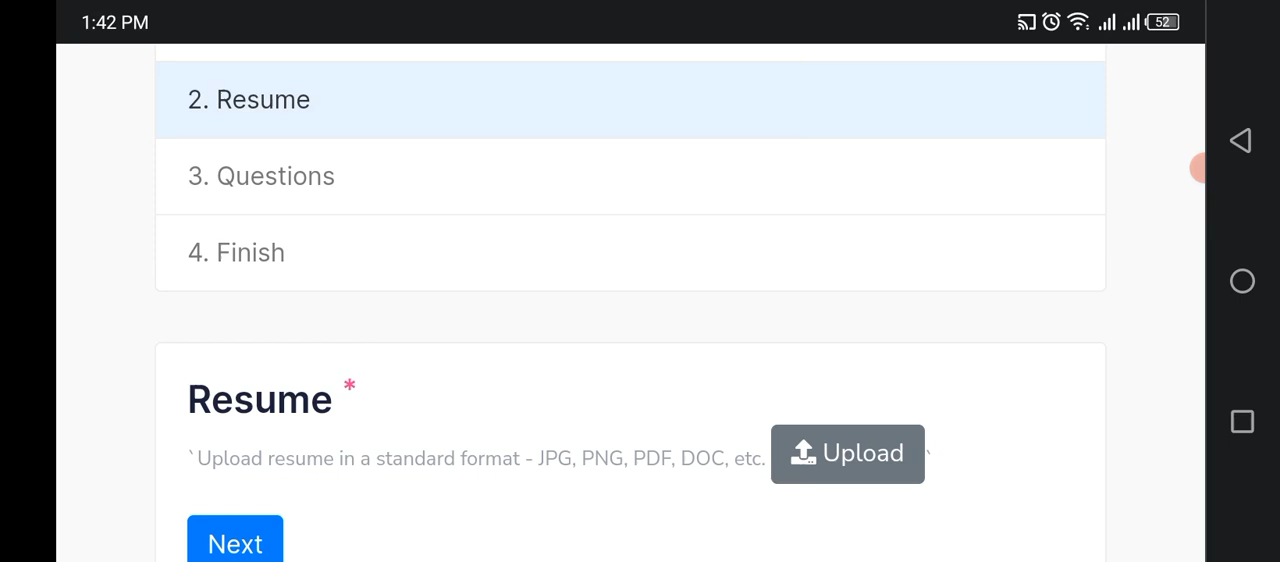 1:42 PM
52
2. Resume
3. Questions
4. Finish
Resume *
`Upload resume in a standard format - JPG, PNG, PDF, DOC, etc. Upload `
Next